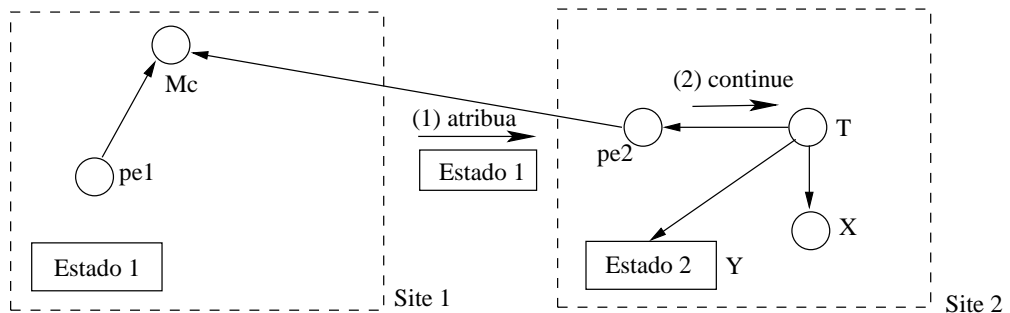 Mc
pe1
Estado 1
Site 1
(1) atribua
Estado 1
(2) continue
pe2
T
X
Estado 2
Y
Site 2